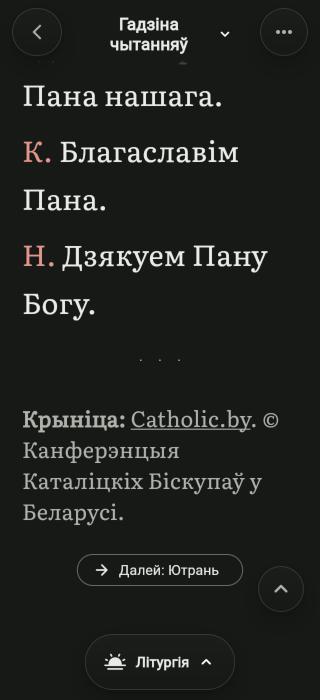 Гадзіна
чытанняў
Пана нашага.
К. Благаславім
Пана.
Н. Дзякуем Пану
Богу.
. . .
Крыніца: Catholic.by. ©
Канферэнцыя
Каталіцкіх Біскупаў у
Беларусі.
Далей: Ютрань
Літургія